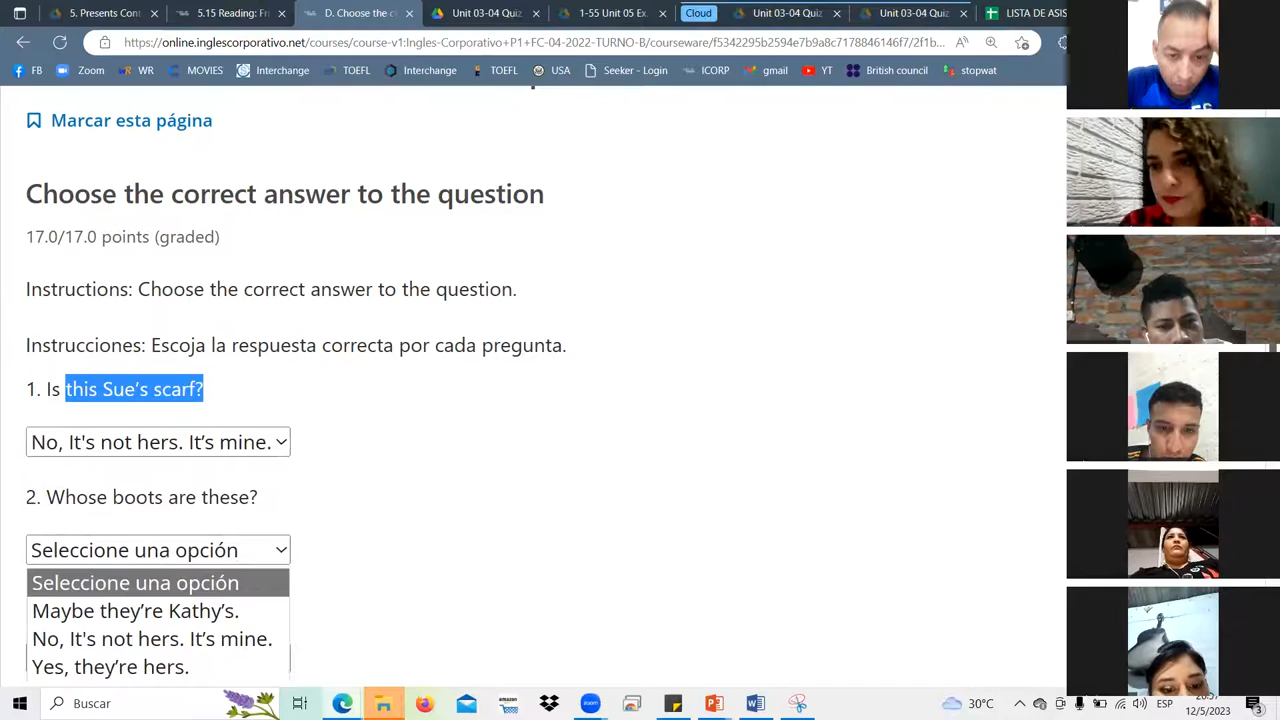 5. Presents Cont
5.15 Reading: Fr
D. Choose the c
Unit 03-04 Quiz
1-55 Unit 05 Ex
Cloud
Unit 03-04 Qui
Unit 03-04 Quiz
LISTA DE ASIS
https://online.inglescorporativo.net/courses/course-v1:Ingles-Corporativo+P1+FC-04-2022-TURNO-B/courseware/f5342295b2594e7b9a8c7178846146f7/2f1b...
FB
Zoom
WR
MOVIES
Interchange
TOEFL
Interchange
TOEFL
USA
Seeker - Login
ICORP
gmail
YT
British council
stopwat
Marcar esta página
Choose the correct answer to the question
17.0/17.0 points (graded)
Instructions: Choose the correct answer to the question.
Instrucciones: Escoja la respuesta correcta por cada pregunta.
1. Is this Sue’s scarf?
No, It's not hers. It’s mine.
2. Whose boots are these?
Seleccione una opción
Seleccione una opción
Maybe they’re Kathy’s.
No, It's not hers. It’s mine.
Yes, they’re hers.
Buscar
amazon
zoom
30°C
ESP
12/5/2023
3